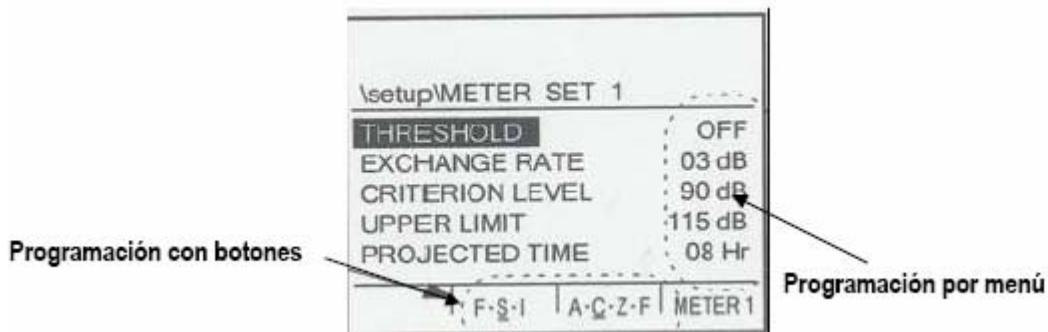 \setup\METER SET 1
THRESHOLD OFF
EXCHANGE RATE 03 dB
CRITERION LEVEL 90 dB
UPPER LIMIT 115 dB
PROJECTED TIME 08 Hr
F-S-I A-C-Z-F METER 1
Programación con botones
Programación por menú